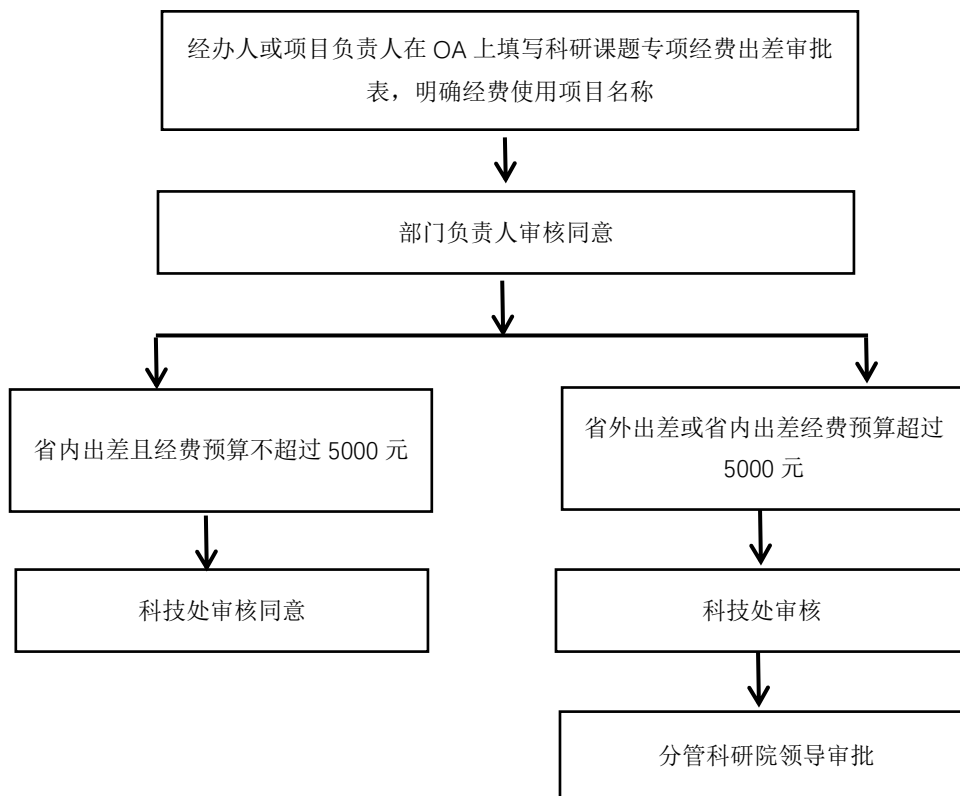 经办人或项目负责人在 OA 上填写科研课题专项经费出差审批
表，明确经费使用项目名称
部门负责人审核同意
省内出差且经费预算不超过 5000 元
省外出差或省内出差经费预算超过
5000 元
科技处审核同意
科技处审核
分管科研院领导审批